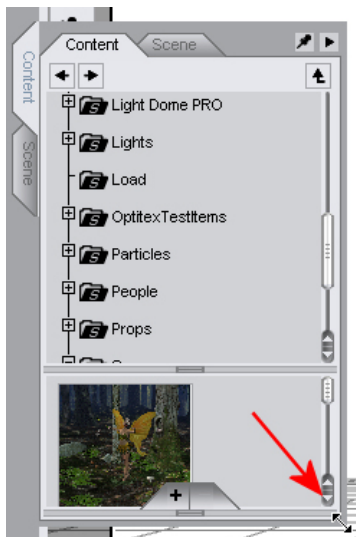 Content Scene
Content
Scene
Light Dome PRO
Lights
Load
OptitexTestItems
Particles
People
Props